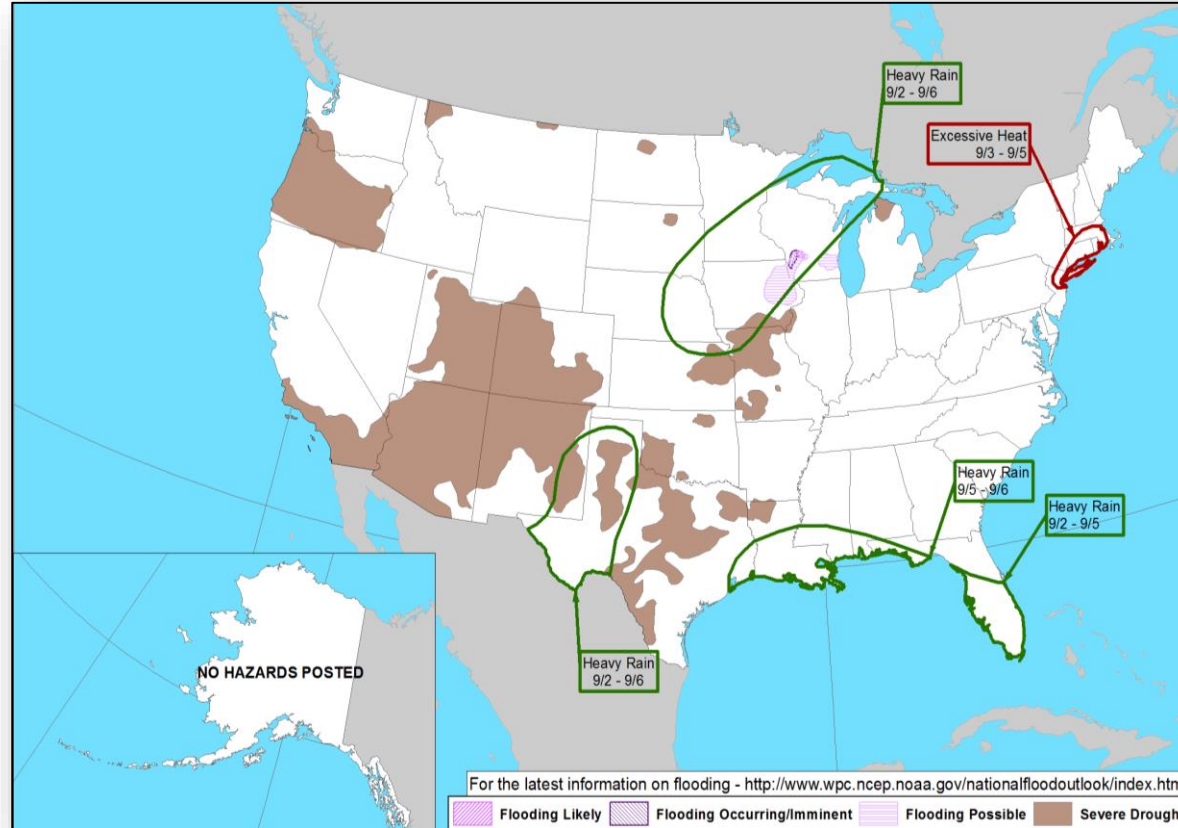 Heavy Rain
9/2 - 9/6
Excessive Heat
9/3 - 9/5
Heavy Rain
9/5 - 9/6
Heavy Rain
9/2 - 9/5
Heavy Rain
9/2 - 9/6
NO HAZARDS POSTED
For the latest information on flooding - http://www.wpc.ncep.noaa.gov/nationalfloodoutlook/index.htm
Flooding Likely Flooding Occurring/Imminent Flooding Possible Severe Drough